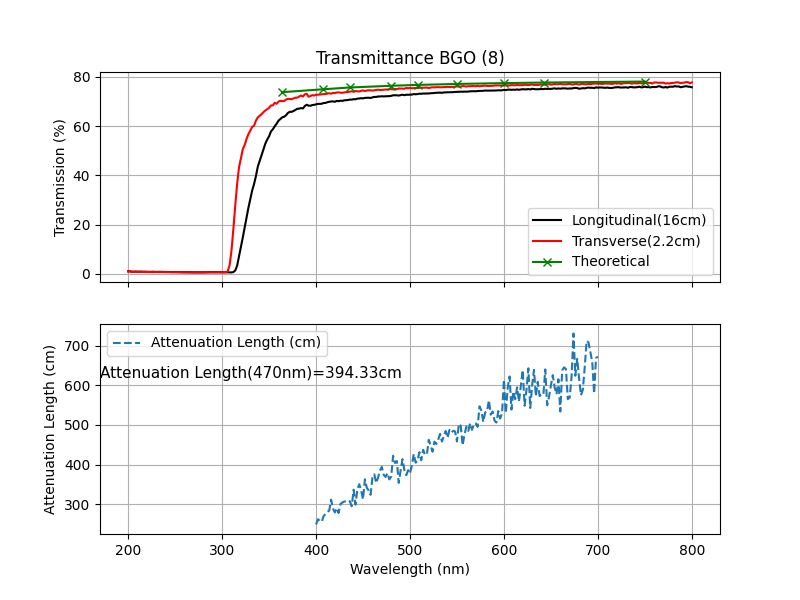 Transmittance BGO (8)
Transmission (%)
80
60
40
20
0
Longitudinal(16cm)
Transverse(2.2cm)
Theoretical
Attenuation Length (cm)
700
600
500
400
300
Attenuation Length (cm)
Attenuation Length(470nm)=394.33cm
200 300 400 500 600 700 800
Wavelength (nm)